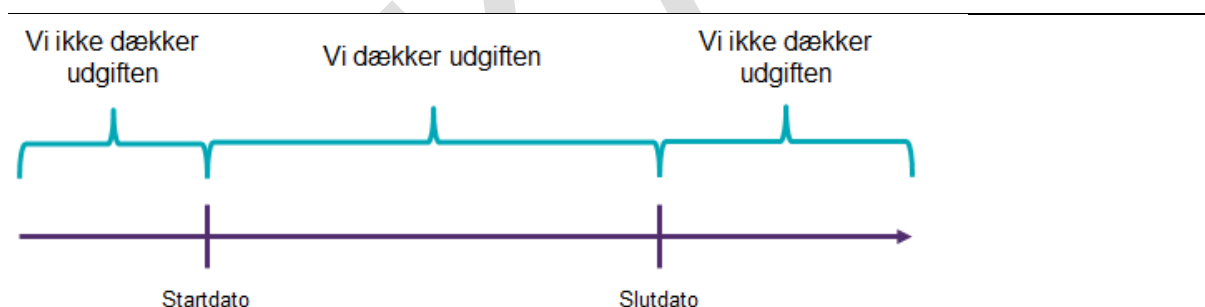 Vi ikke dækker
udgiften
Vi dækker udgiften
Vi ikke dækker
udgiften
Startdato
Slutdato